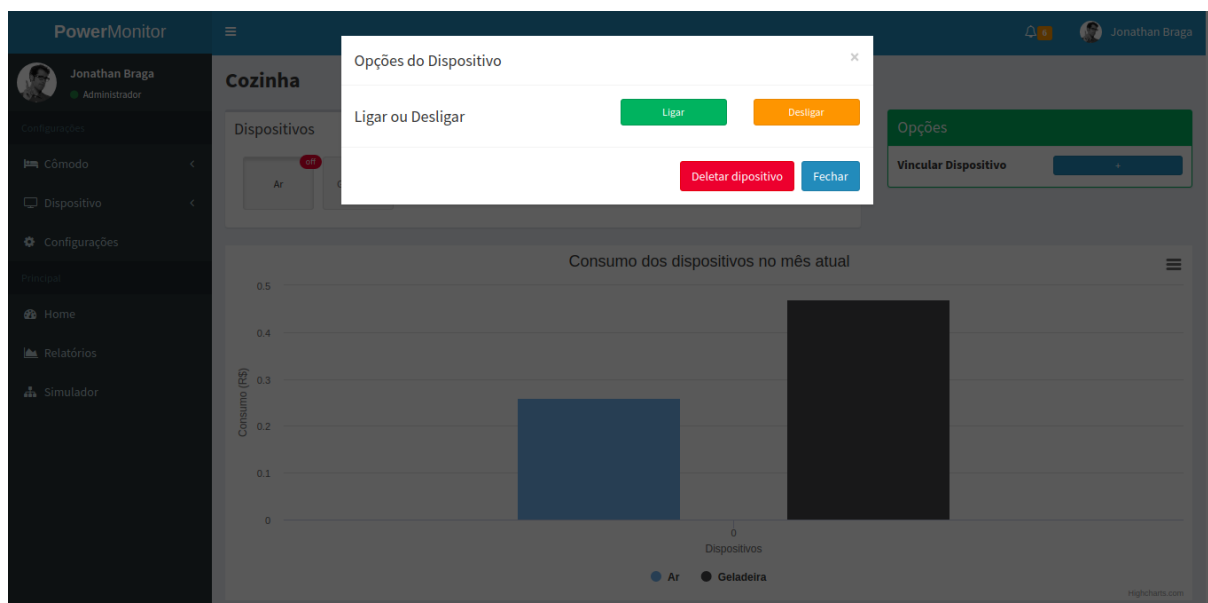 PowerMonitor
6
Jonathan Braga
Jonathan Braga
Administrador
Configurações
Cômodo
Dispositivo
Configurações
Principal
Home
Relatórios
Simulador
Cozinha
Dispositivos
off
Ar
Opções do Dispositivo
×
Ligar ou Desligar
Ligar
Desligar
Deletar dipositivo
Fechar
Opções
Vincular Dispositivo
+
Consumo dos dispositivos no mês atual
Consumo (R$)
0.5
0.4
0.3
0.2
0.1
0
0
Dispositivos
Ar
Geladeira
Highcharts.com